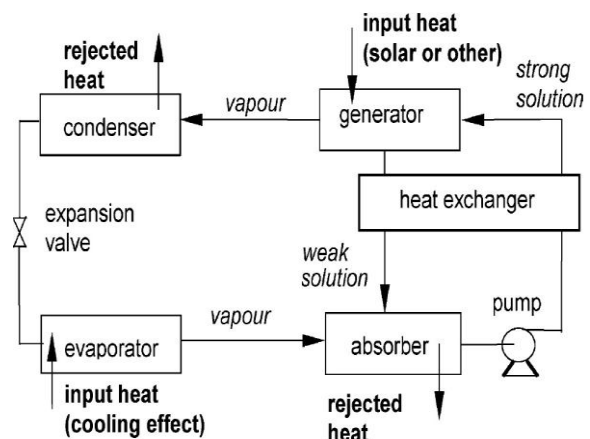 input heat
(solar or other)
rejected
heat
strong
solution
vapour
condenser
generator
heat exchanger
expansion
valve
weak
solution
vapour
pump
evaporator
absorber
input heat
(cooling effect)
rejected
heat